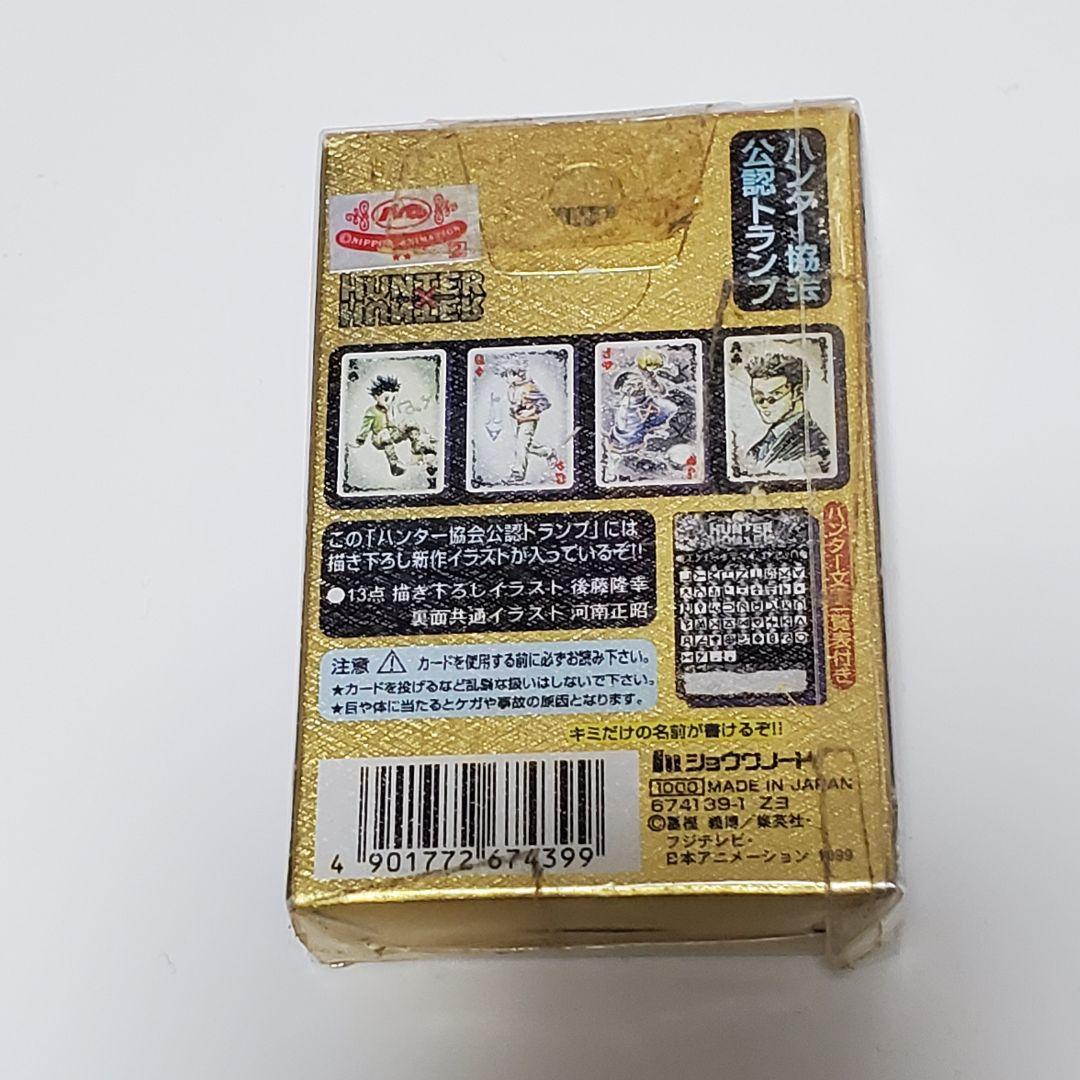 ハンター協会
公認トランプ
©NIPPON ANIMATION
HUNTER
×
HUNTER
この「ハンター協会公認トランプ」には
描き下ろし新作イラストが入っているぞ!!
●13点 描き下ろしイラスト 後藤隆幸
裏面共通イラスト 河南正昭
HUNTER
HUNTER
ハンター文字一覧表付き
注意 ⚠ カードを使用する前に必ずお読み下さい。
★カードを投げるなど乱暴な扱いはしないで下さい。
★目や体に当たるとケガや事故の原因となります。
キミだけの名前が書けるぞ!!
ショウワノート
1000 MADE IN JAPAN
674139-1 ZЭ
©冨樫 義博/集英社・
フジテレビ・
日本アニメーション 1999
4 901772 674399